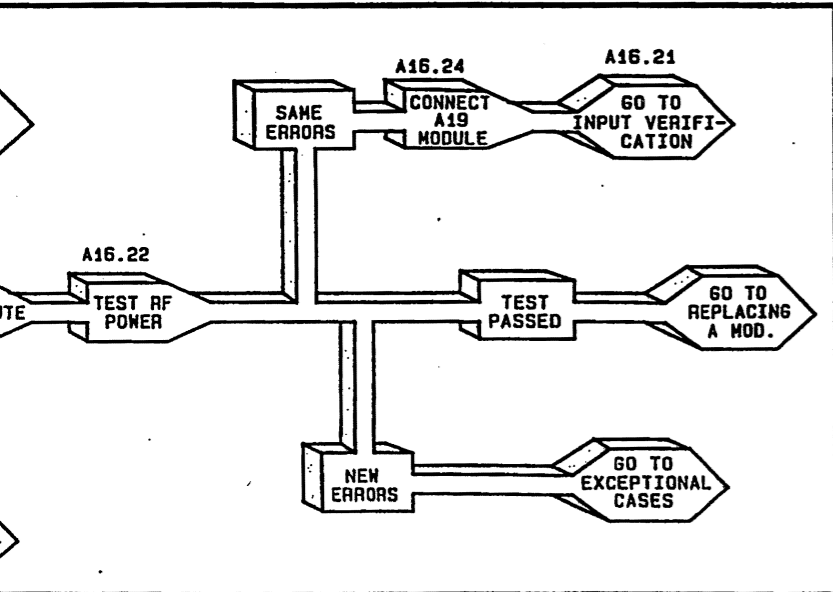 A16.24
A16.21
SAME
ERRORS
CONNECT
A19
MODULE
GO TO
INPUT VERIFI-
CATION
A16.22
UTE
TEST RF
POWER
TEST
PASSED
GO TO
REPLACING
A MOD.
NEW
ERRORS
GO TO
EXCEPTIONAL
CASES